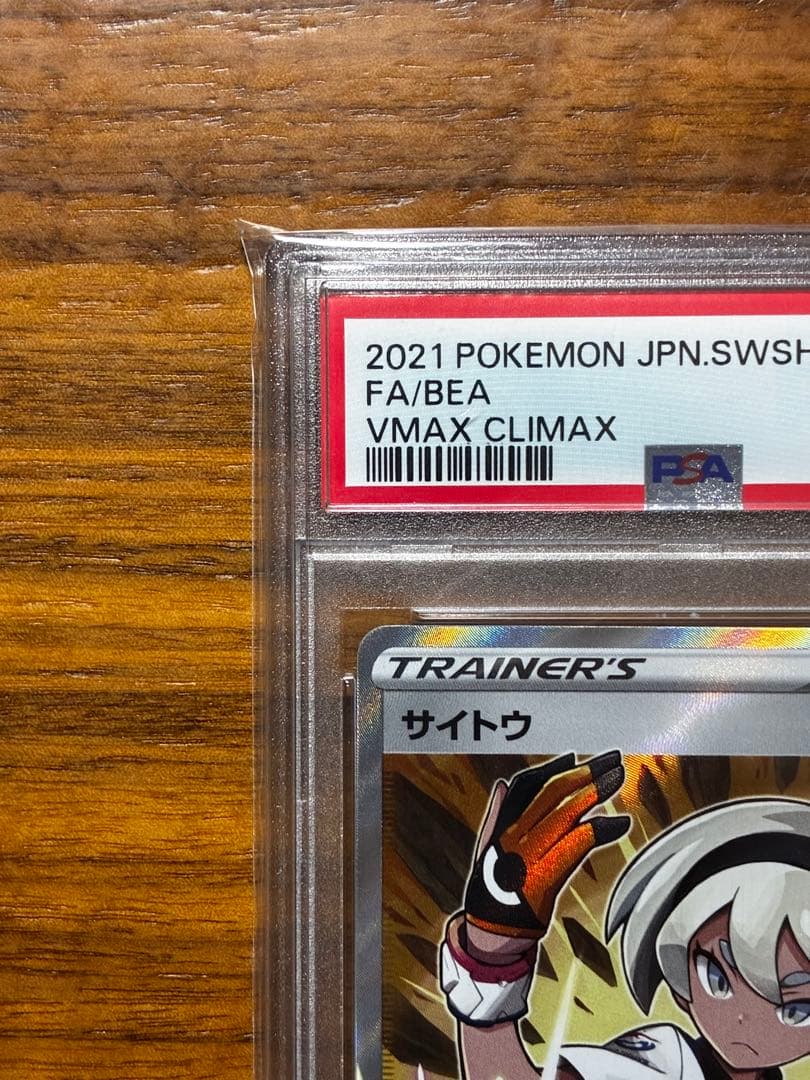 2021 POKEMON JPN.SWSH
FA/BEA
VMAX CLIMAX
PSA
TRAINER'S
サイトウ